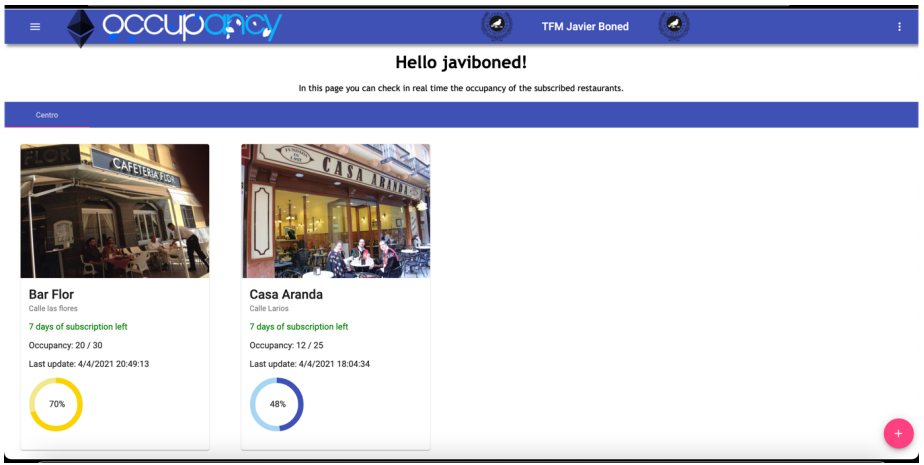 occupancy
TFM Javier Boned
Hello javiboned!
In this page you can check in real time the occupancy of the subscribed restaurants.
Centro
FLOR
CAFETERIA FLOR
CASA ARANDA
Bar Flor
Calle las flores
7 days of subscription left
Occupancy: 20 / 30
Last update: 4/4/2021 20:49:13
70%
Casa Aranda
Calle Larios
7 days of subscription left
Occupancy: 12 / 25
Last update: 4/4/2021 18:04:34
48%
+